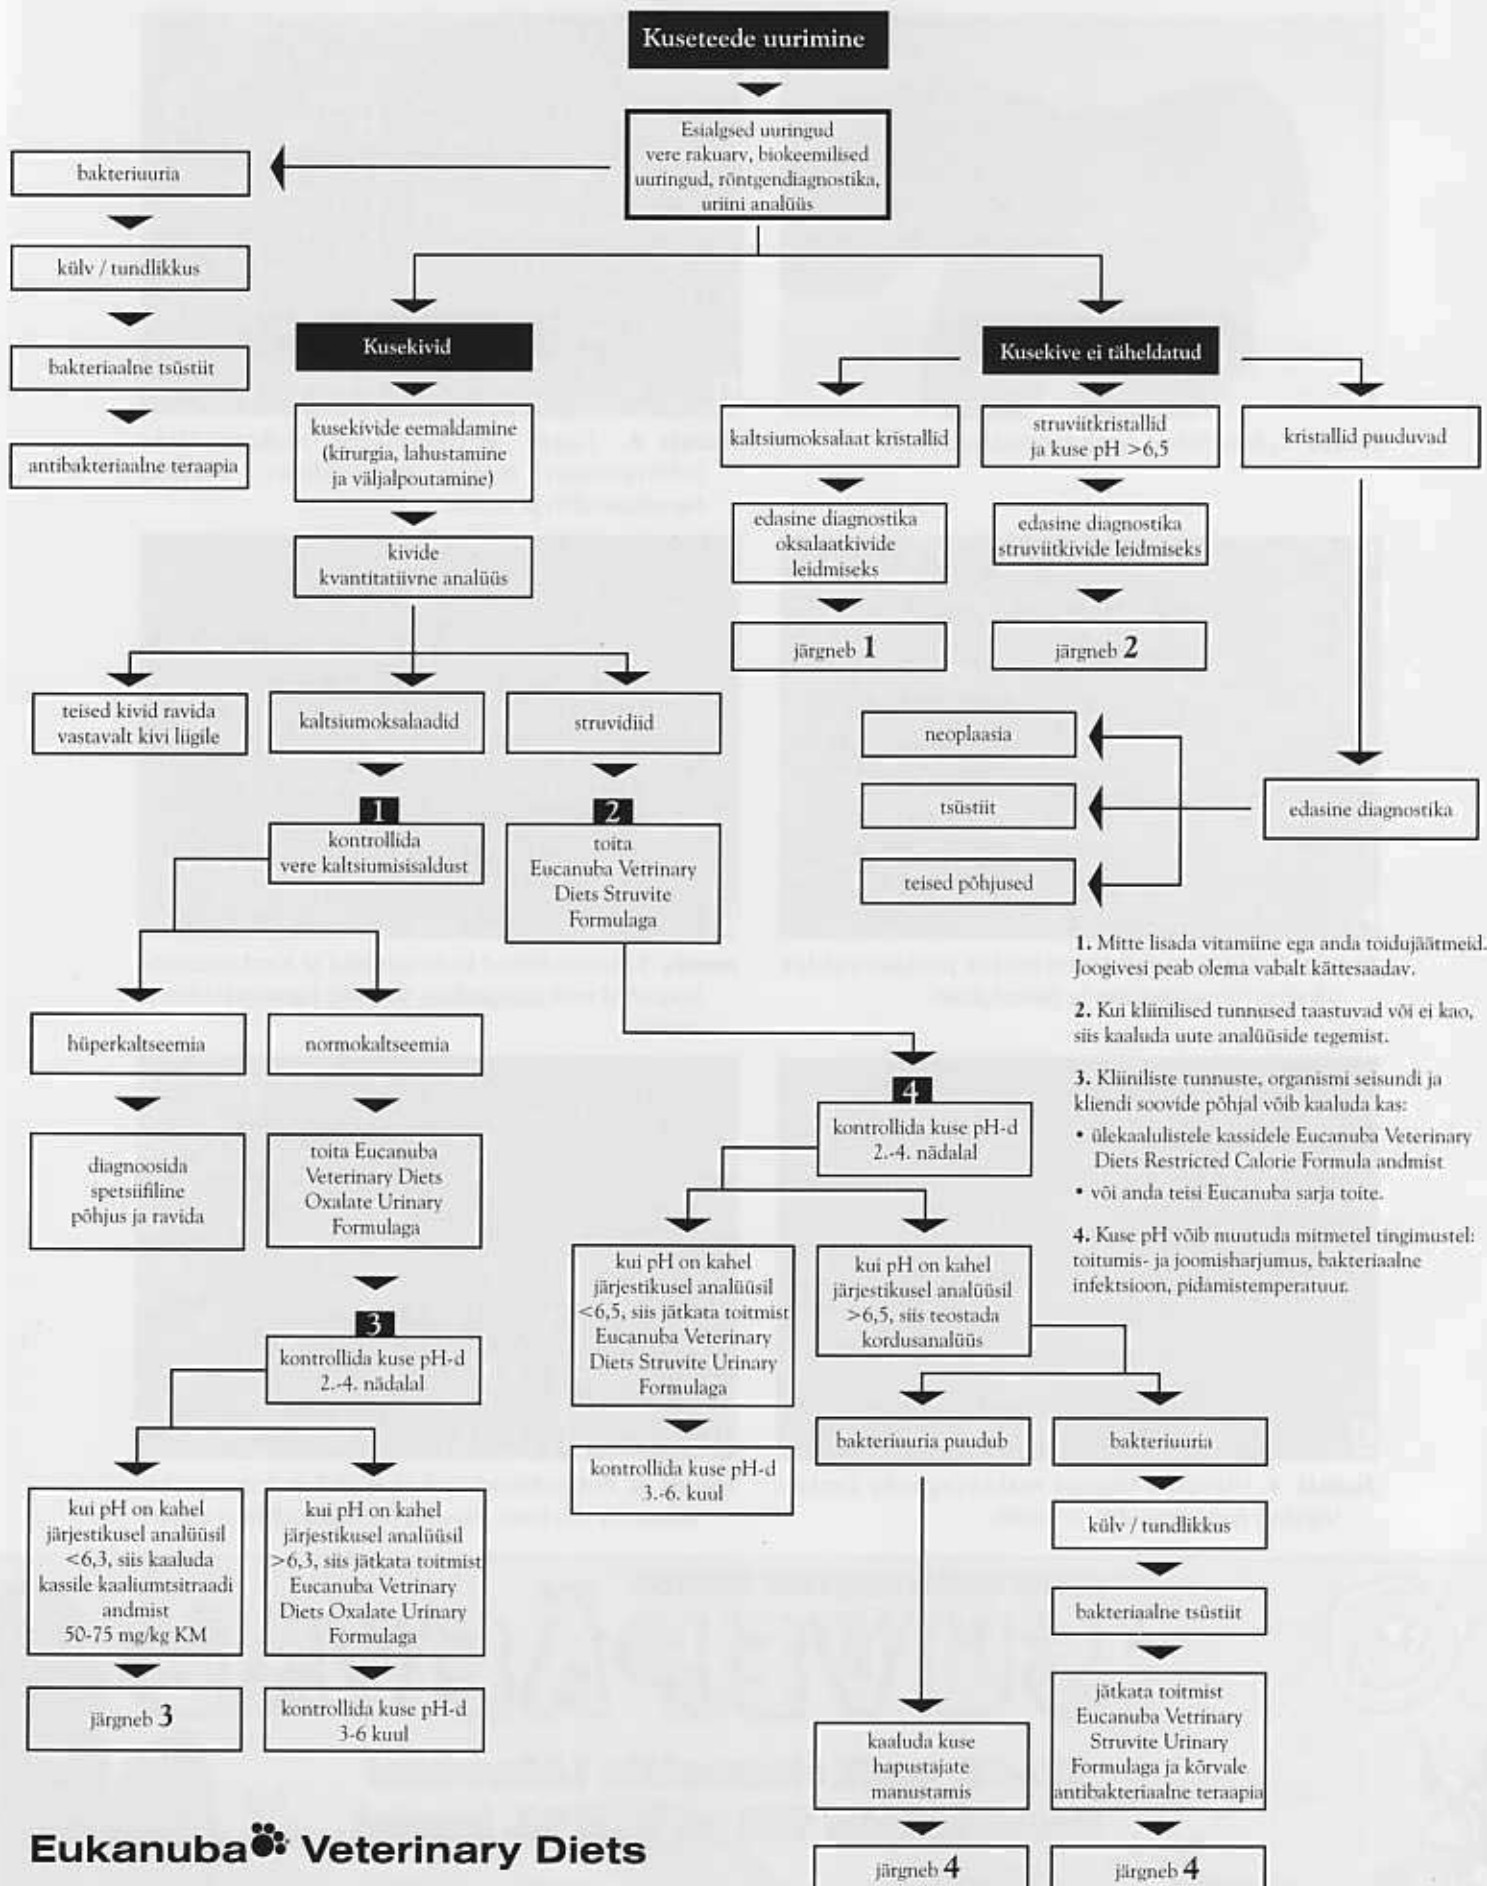 Kuseteede uurimine
Esialgsed uuringud
vere rakuarv, biokeemilised
uuringud, röntgendiagnostika,
uriini analüüs
bakteriuuria
külv / tundlikkus
bakteriaalne tsüstiit
antibakteriaalne teraapia
Kusekivid
kusekivide eemaldamine
(kirurgia, lahustamine
ja väljalpoutamine)
kivide
kvantitatiivne analüüs
Kusekive ei täheldatud
kaltsiumoksalaat kristallid
struviitkristallid
ja kuse pH >6,5
kristallid puuduvad
edasine diagnostika
oksalaatkivide
leidmiseks
edasine diagnostika
struviitkivide leidmiseks
järgneb 1
järgneb 2
teised kivid ravida
vastavalt kivi liigile
kaltsiumoksalaadid
struvidiid
neoplaasia
tsüstiit
teised põhjused
edasine diagnostika
1
kontrollida
vere kaltsiumisisaldust
2
toita
Eucanuba Vetrinary
Diets Struvite
Formulaga
hüperkaltseemia
normokaltseemia
diagnoosida
spetsiifiline
põhjus ja ravida
toita Eucanuba
Veterinary Diets
Oxalate Urinary
Formulaga
3
kontrollida kuse pH-d
2.-4. nädalal
kui pH on kahel
järjestikusel analüüsil
<6,3, siis kaaluda
kassile kaaliumtsitraadi
andmist
50-75 mg/kg KM
kui pH on kahel
järjestikusel analüüsil
>6,3, siis jätkata toitmist
Eucanuba Vetrinary
Diets Oxalate Urinary
Formulaga
järgneb 3
kontrollida kuse pH-d
3-6 kuul
4
kontrollida kuse pH-d
2.-4. nädalal
kui pH on kahel
järjestikusel analüüsil
<6,5, siis jätkata toitmist
Eucanuba Veterinary
Diets Struvite Urinary
Formulaga
kui pH on kahel
järjestikusel analüüsil
>6,5, siis teostada
kordusanalüüs
kontrollida kuse pH-d
3.-6. kuul
bakteriuuria puudub
bakteriuuria
külv / tundlikkus
bakteriaalne tsüstiit
kaaluda kuse
hapustajate
manustamis
jätkata toitmist
Eucanuba Vetrinary
Struvite Urinary
Formulaga ja kõrvale
antibakteriaalne teraapia
järgneb 4
järgneb 4
1. Mitte lisada vitamiine ega anda toidujäätmeid.
Joogivesi peab olema vabalt kättesaadav.
2. Kui kliinilised tunnused taastuvad või ei kao,
siis kaaluda uute analüüside tegemist.
3. Kliiniliste tunnuste, organismi seisundi ja
kliendi soovide põhjal võib kaaluda kas:
• ülekaalulistele kassidele Eucanuba Veterinary
Diets Restricted Calorie Formula andmist
• või anda teisi Eucanuba sarja toite.
4. Kuse pH võib muutuda mitmetel tingimustel:
toitumis- ja joomisharjumus, bakteriaalne
infektsioon, pidamistemperatuur.
Eukanuba Veterinary Diets